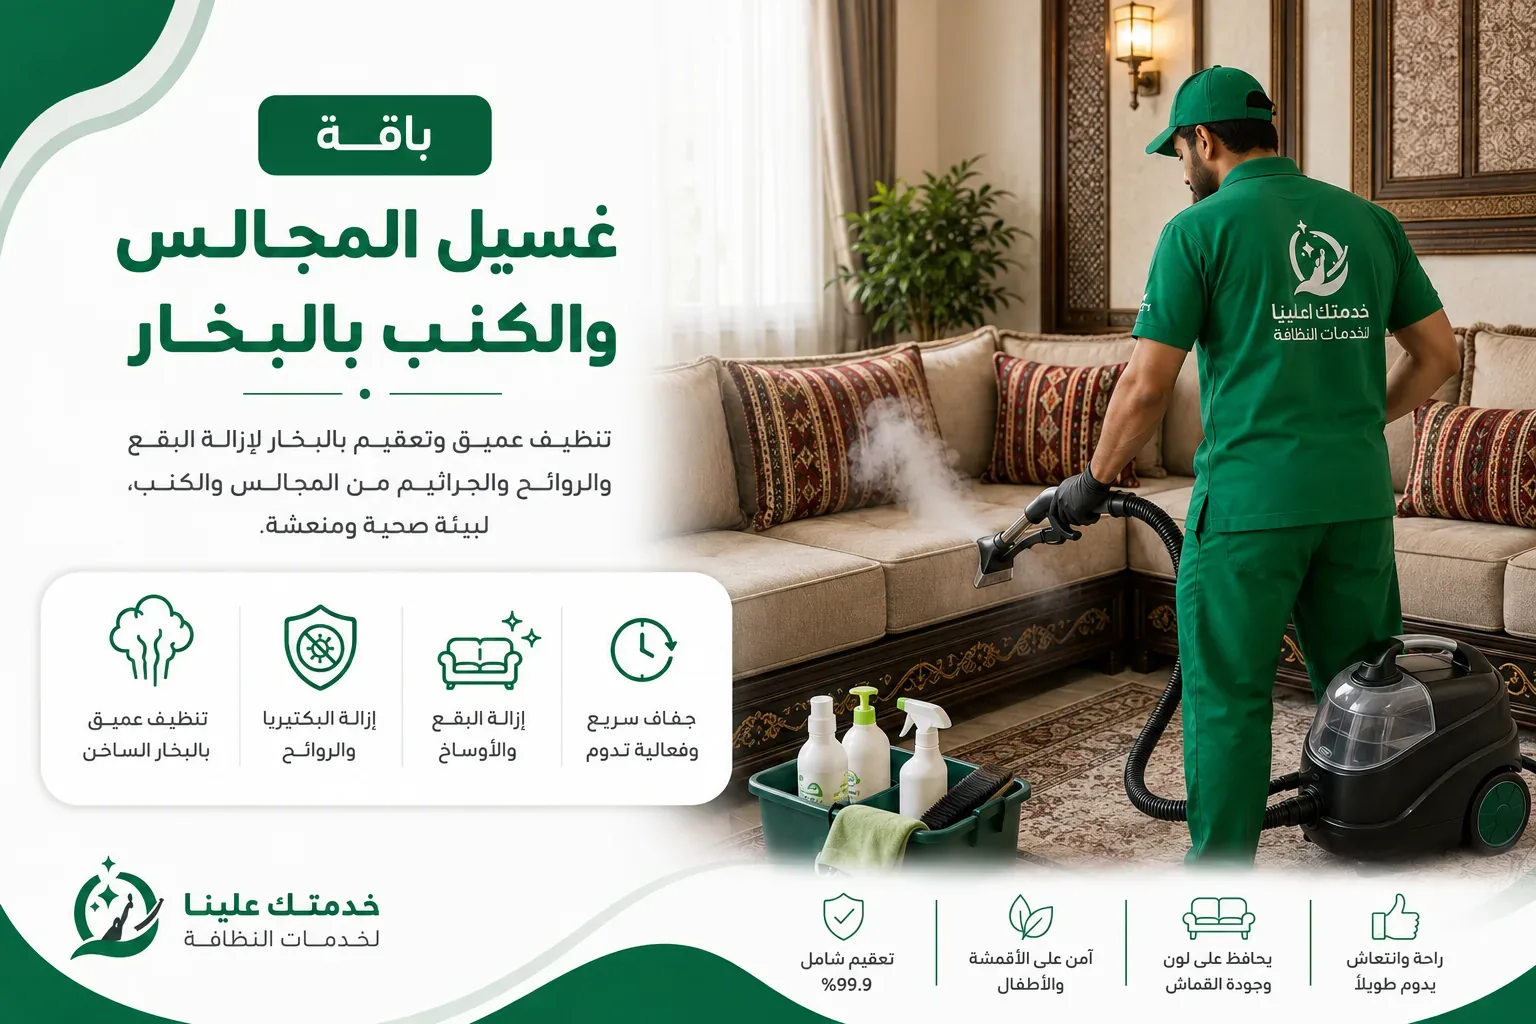 باقة
غسيل المجالس
والكنب بالبخار
تنظيف عميق وتعقيم بالبخار لإزالة البقع
والروائح والجراثيم من المجالس والكنب،
لبيئة صحية ومنعشة.
جفاف سريع
وفعالية تدوم
إزالة البقع
والأوساخ
إزالة البكتيريا
والروائح
تنظيف عميق
بالبخار الساخن
خدمتك اعلينا
لخدمات النظافة
خدمتك علينا
لخدمات النظافة
راحة وانتعاش
يدوم طويلاً
يحافظ على لون
وجودة القماش
آمن على الأقمشة
والأطفال
تعقيم شامل
%99.9